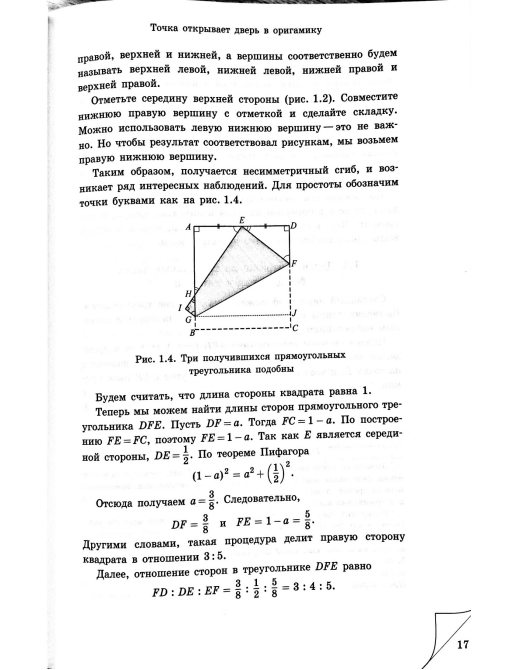 Точка открывает дверь в оригамику
правой, верхней и нижней, а вершины соответственно будем
называть верхней левой, нижней левой, нижней правой и
верхней правой.
Отметьте середину верхней стороны (рис. 1.2). Совместите
нижнюю правую вершину с отметкой и сделайте складку.
Можно использовать левую нижнюю вершину — это не важ-
но. Но чтобы результат соответствовал рисункам, мы возьмем
правую нижнюю вершину.
Таким образом, получается несимметричный сгиб, и воз-
никает ряд интересных наблюдений. Для простоты обозначим
точки буквами как на рис. 1.4.
A E D
F
H
I
G J
B C
Рис. 1.4. Три получившихся прямоугольных
треугольника подобны
Будем считать, что длина стороны квадрата равна 1.
Теперь мы можем найти длины сторон прямоугольного тре-
угольника DFE. Пусть DF = a. Тогда FC = 1 − a. По построе-
нию FE = FC, поэтому FE = 1 − a. Так как E является середи-
ной стороны, DE = 1/2. По теореме Пифагора
(1 − a)² = a² + (1/2)².
Отсюда получаем a = 3/8. Следовательно,
DF = 3/8 и FE = 1 − a = 5/8.
Другими словами, такая процедура делит правую сторону
квадрата в отношении 3 : 5.
Далее, отношение сторон в треугольнике DFE равно
FD : DE : EF = 3/8 : 1/2 : 5/8 = 3 : 4 : 5.
17